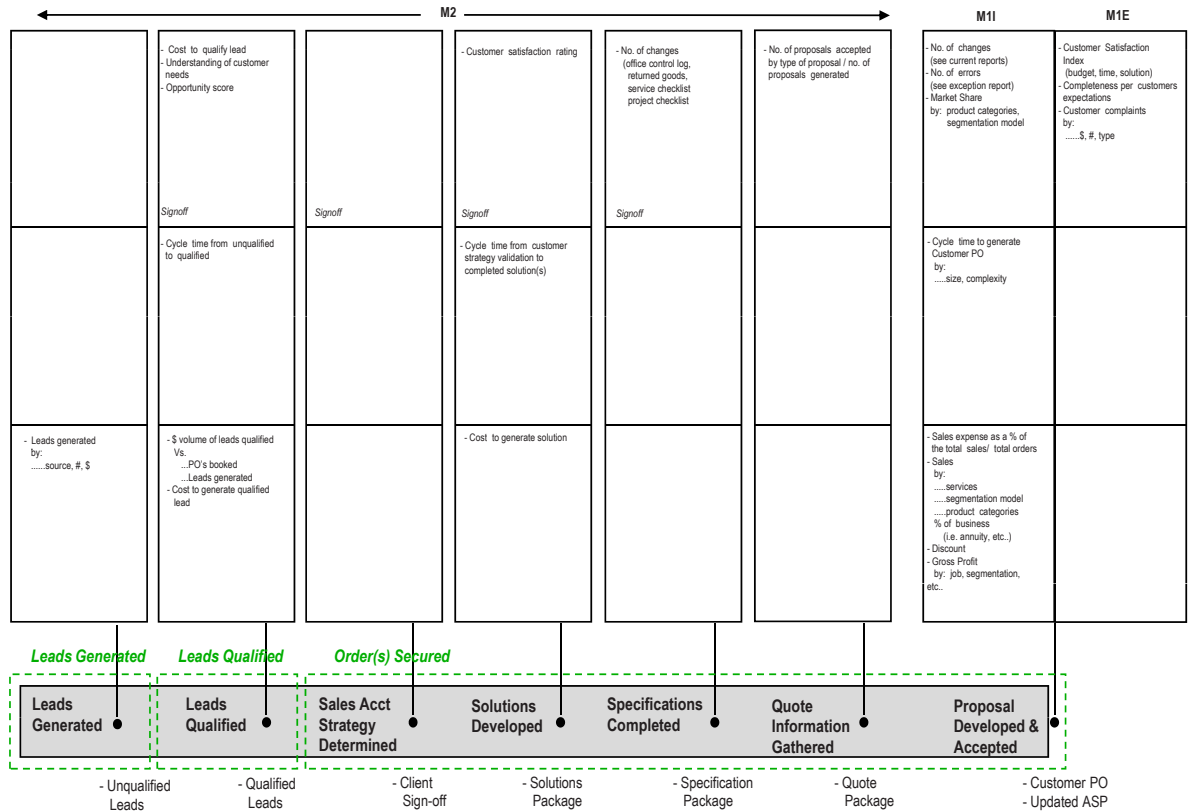 M2
M1I
M1E
- Cost to qualify lead
- Understanding of customer
needs
- Opportunity score
Signoff
Signoff
- Customer satisfaction rating
Signoff
- No. of changes
(office control log,
returned goods,
service checklist
project checklist
Signoff
- No. of proposals accepted
by type of proposal / no. of
proposals generated
- No. of changes
(see current reports)
- No. of errors
(see exception report)
- Market Share
by: product categories,
segmentation model
- Customer Satisfaction
Index
(budget, time, solution)
- Completeness per customers
expectations
- Customer complaints
by:
......$, #, type
- Cycle time from unqualified
to qualified
- Cycle time from customer
strategy validation to
completed solution(s)
- Cycle time to generate
Customer PO
by:
.....size, complexity
- Leads generated
by:
......source, #, $
- $ volume of leads qualified
Vs.
...PO's booked
...Leads generated
- Cost to generate qualified
lead
- Cost to generate solution
- Sales expense as a % of
the total sales/ total orders
- Sales
by:
.....services
.....segmentation model
.....product categories
% of business
(i.e. annuity, etc..)
- Discount
- Gross Profit
by: job, segmentation,
etc..
Leads Generated
Leads Qualified
Order(s) Secured
Leads
Generated
Leads
Qualified
Sales Acct
Strategy
Determined
Solutions
Developed
Specifications
Completed
Quote
Information
Gathered
Proposal
Developed &
Accepted
- Unqualified
Leads
- Qualified
Leads
- Client
Sign-off
- Solutions
Package
- Specification
Package
- Quote
Package
- Customer PO
- Updated ASP